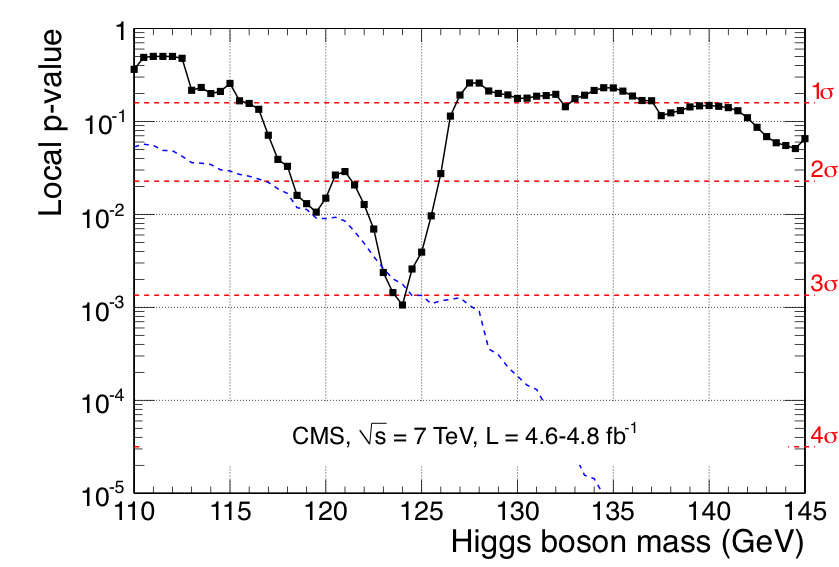 Local p-value
1
10⁻¹
10⁻²
10⁻³
10⁻⁴
10⁻⁵
1σ
2σ
3σ
4σ
CMS, √s = 7 TeV, L = 4.6-4.8 fb⁻¹
110 115 120 125 130 135 140 145
Higgs boson mass (GeV)